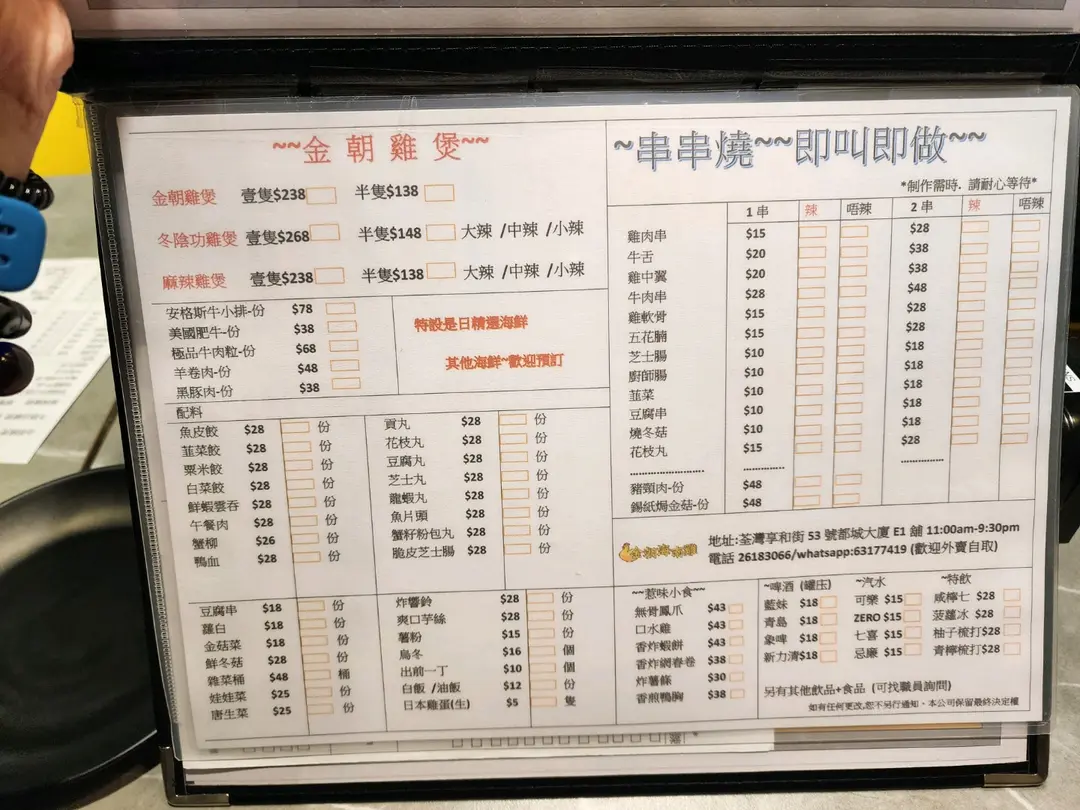 ~~金朝雞煲~~
金朝雞煲 壹隻$238 半隻$138
冬陰功雞煲 壹隻$268 半隻$148 大辣 /中辣 /小辣
麻辣雞煲 壹隻$238 半隻$138 大辣 /中辣 /小辣
安格斯牛小排-份 $78
美國肥牛-份 $38
極品牛肉粒-份 $68
羊卷肉-份 $48
黑豚肉-份 $38
特設是日精選海鮮
其他海鮮~歡迎預訂
配料
魚皮餃 $28 份
韮菜餃 $28 份
粟米餃 $28 份
白菜餃 $28 份
鮮蝦雲吞 $28 份
午餐肉 $28 份
蟹柳 $26 份
鴨血 $28 份
貢丸 $28 份
花枝丸 $28 份
豆腐丸 $28 份
芝士丸 $28 份
龍蝦丸 $28 份
魚片頭 $28 份
蟹籽粉包丸 $28 份
脆皮芝士腸 $28 份
豆腐串 $18 份
蘿白 $18 份
金菇菜 $18 份
鮮冬菇 $28 份
雜菜桶 $48 桶
娃娃菜 $25 份
唐生菜 $25 份
炸響鈴 $28 份
爽口芋絲 $28 份
薯粉 $15 份
烏冬 $16 個
出前一丁 $10 個
白飯 /油飯 $12 份
日本雞蛋(生) $5 隻
~串串燒~~即叫即做~~
*制作需時. 請耐心等待*
1 串 辣 唔辣 2 串 辣 唔辣
雞肉串 $15 $28
牛舌 $20 $38
雞中翼 $20 $38
牛肉串 $28 $48
雞軟骨 $15 $28
五花腩 $15 $28
芝士腸 $10 $18
廚師腸 $10 $18
韮菜 $10 $18
豆腐串 $10 $18
燒冬菇 $10 $18
花枝丸 $15 $28
豬頸肉-份 $48
錫紙焗金菇-份 $48
地址:荃灣享和街 53 號都城大廈 E1 舖 11:00am-9:30pm
電話 26183066/whatsapp:63177419 (歡迎外賣自取)
~~惹味小食~~
無骨鳳爪 $43
口水雞 $43
香炸蝦餅 $43
香炸網春卷 $38
炸薯條 $30
香煎鴨胸 $38
~啤酒 (罐庄) ~汽水 ~特飲
藍妹 $18 可樂 $15 咸檸七 $28
青島 $18 ZERO $15 菠蘿冰 $28
象啤 $18 七喜 $15 柚子梳打$28
新力清$18 忌廉 $15 青檸梳打$28
另有其他飲品+食品 (可找職員詢問)
如有任何更改,恕不另行通知。本公司保留最終決定權